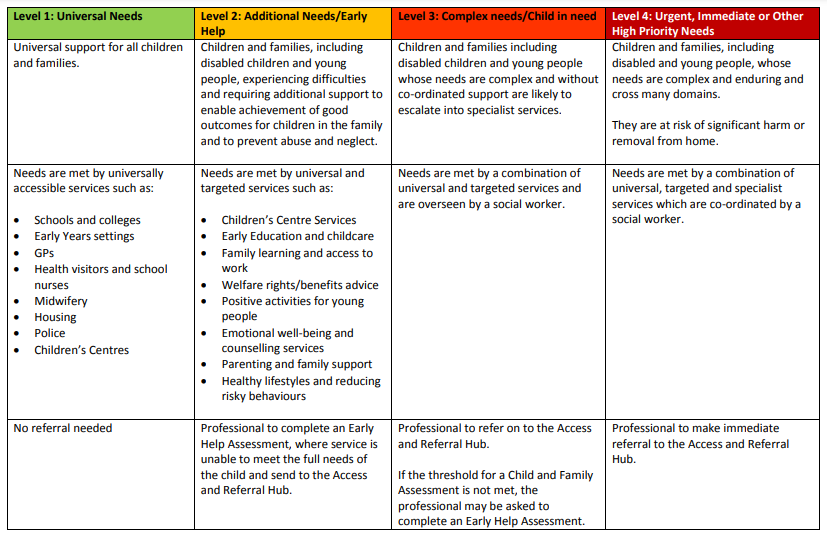 Level 1: Universal Needs
Level 2: Additional Needs/Early
Help
Level 3: Complex needs/Child in need
Level 4: Urgent, Immediate or Other
High Priority Needs
Universal support for all children
and families.
Children and families, including
disabled children and young
people, experiencing difficulties
and requiring additional support to
enable achievement of good
outcomes for children in the family
and to prevent abuse and neglect.
Children and families including
disabled children and young people
whose needs are complex and without
co-ordinated support are likely to
escalate into specialist services.
Children and families, including
disabled and young people, whose
needs are complex and enduring and
cross many domains.
They are at risk of significant harm or
removal from home.
Needs are met by universally
accessible services such as:
• Schools and colleges
• Early Years settings
• GPs
• Health visitors and school
nurses
• Midwifery
• Housing
• Police
• Children’s Centres
Needs are met by universal and
targeted services such as:
• Children’s Centre Services
• Early Education and childcare
• Family learning and access to
work
• Welfare rights/benefits advice
• Positive activities for young
people
• Emotional well-being and
counselling services
• Parenting and family support
• Healthy lifestyles and reducing
risky behaviours
Needs are met by a combination of
universal and targeted services and
are overseen by a social worker.
Needs are met by a combination of
universal, targeted and specialist
services which are co-ordinated by a
social worker.
No referral needed
Professional to complete an Early
Help Assessment, where service is
unable to meet the full needs of
the child and send to the Access
and Referral Hub.
Professional to refer on to the Access
and Referral Hub.
If the threshold for a Child and Family
Assessment is not met, the
professional may be asked to
complete an Early Help Assessment.
Professional to make immediate
referral to the Access and Referral
Hub.